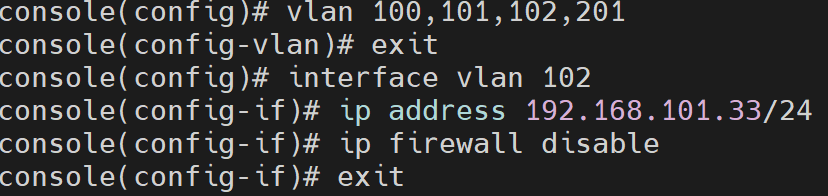 console(config)# vlan 100,101,102,201
console(config-vlan)# exit
console(config)# interface vlan 102
console(config-if)# ip address 192.168.101.33/24
console(config-if)# ip firewall disable
console(config-if)# exit